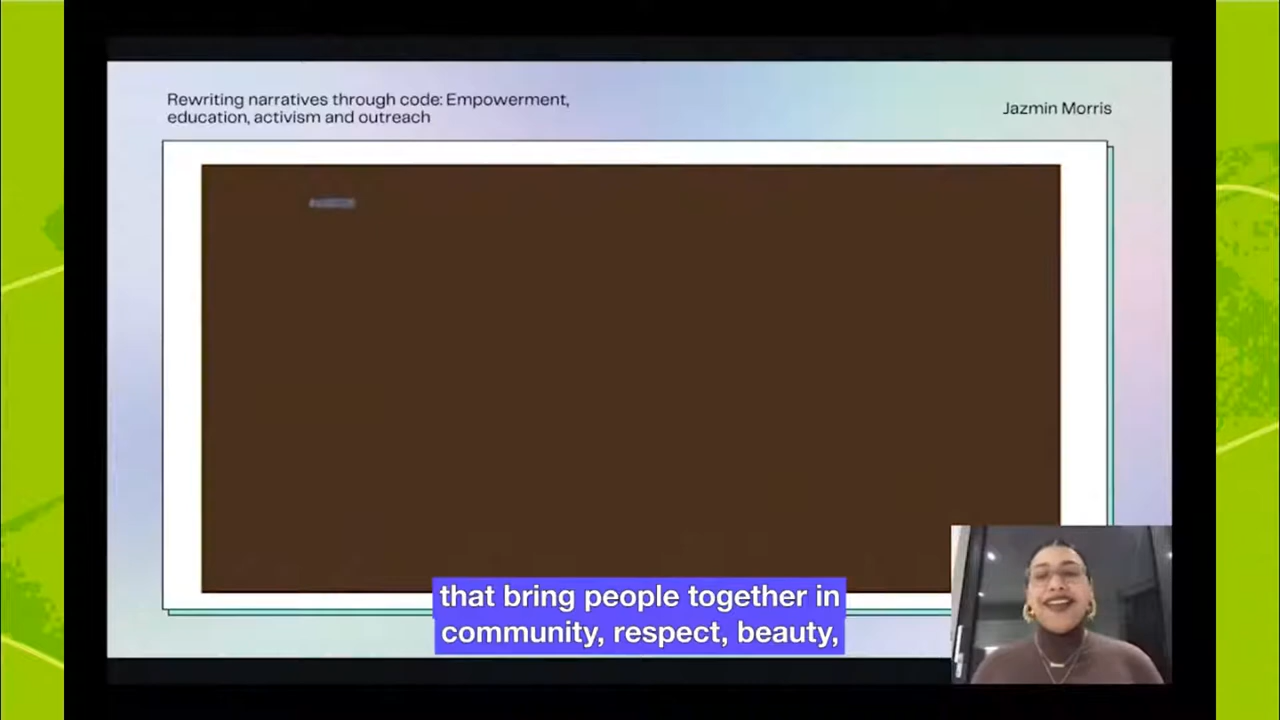 Rewriting narratives through code: Empowerment,
education, activism and outreach
Jazmin Morris
that bring people together in
community, respect, beauty,